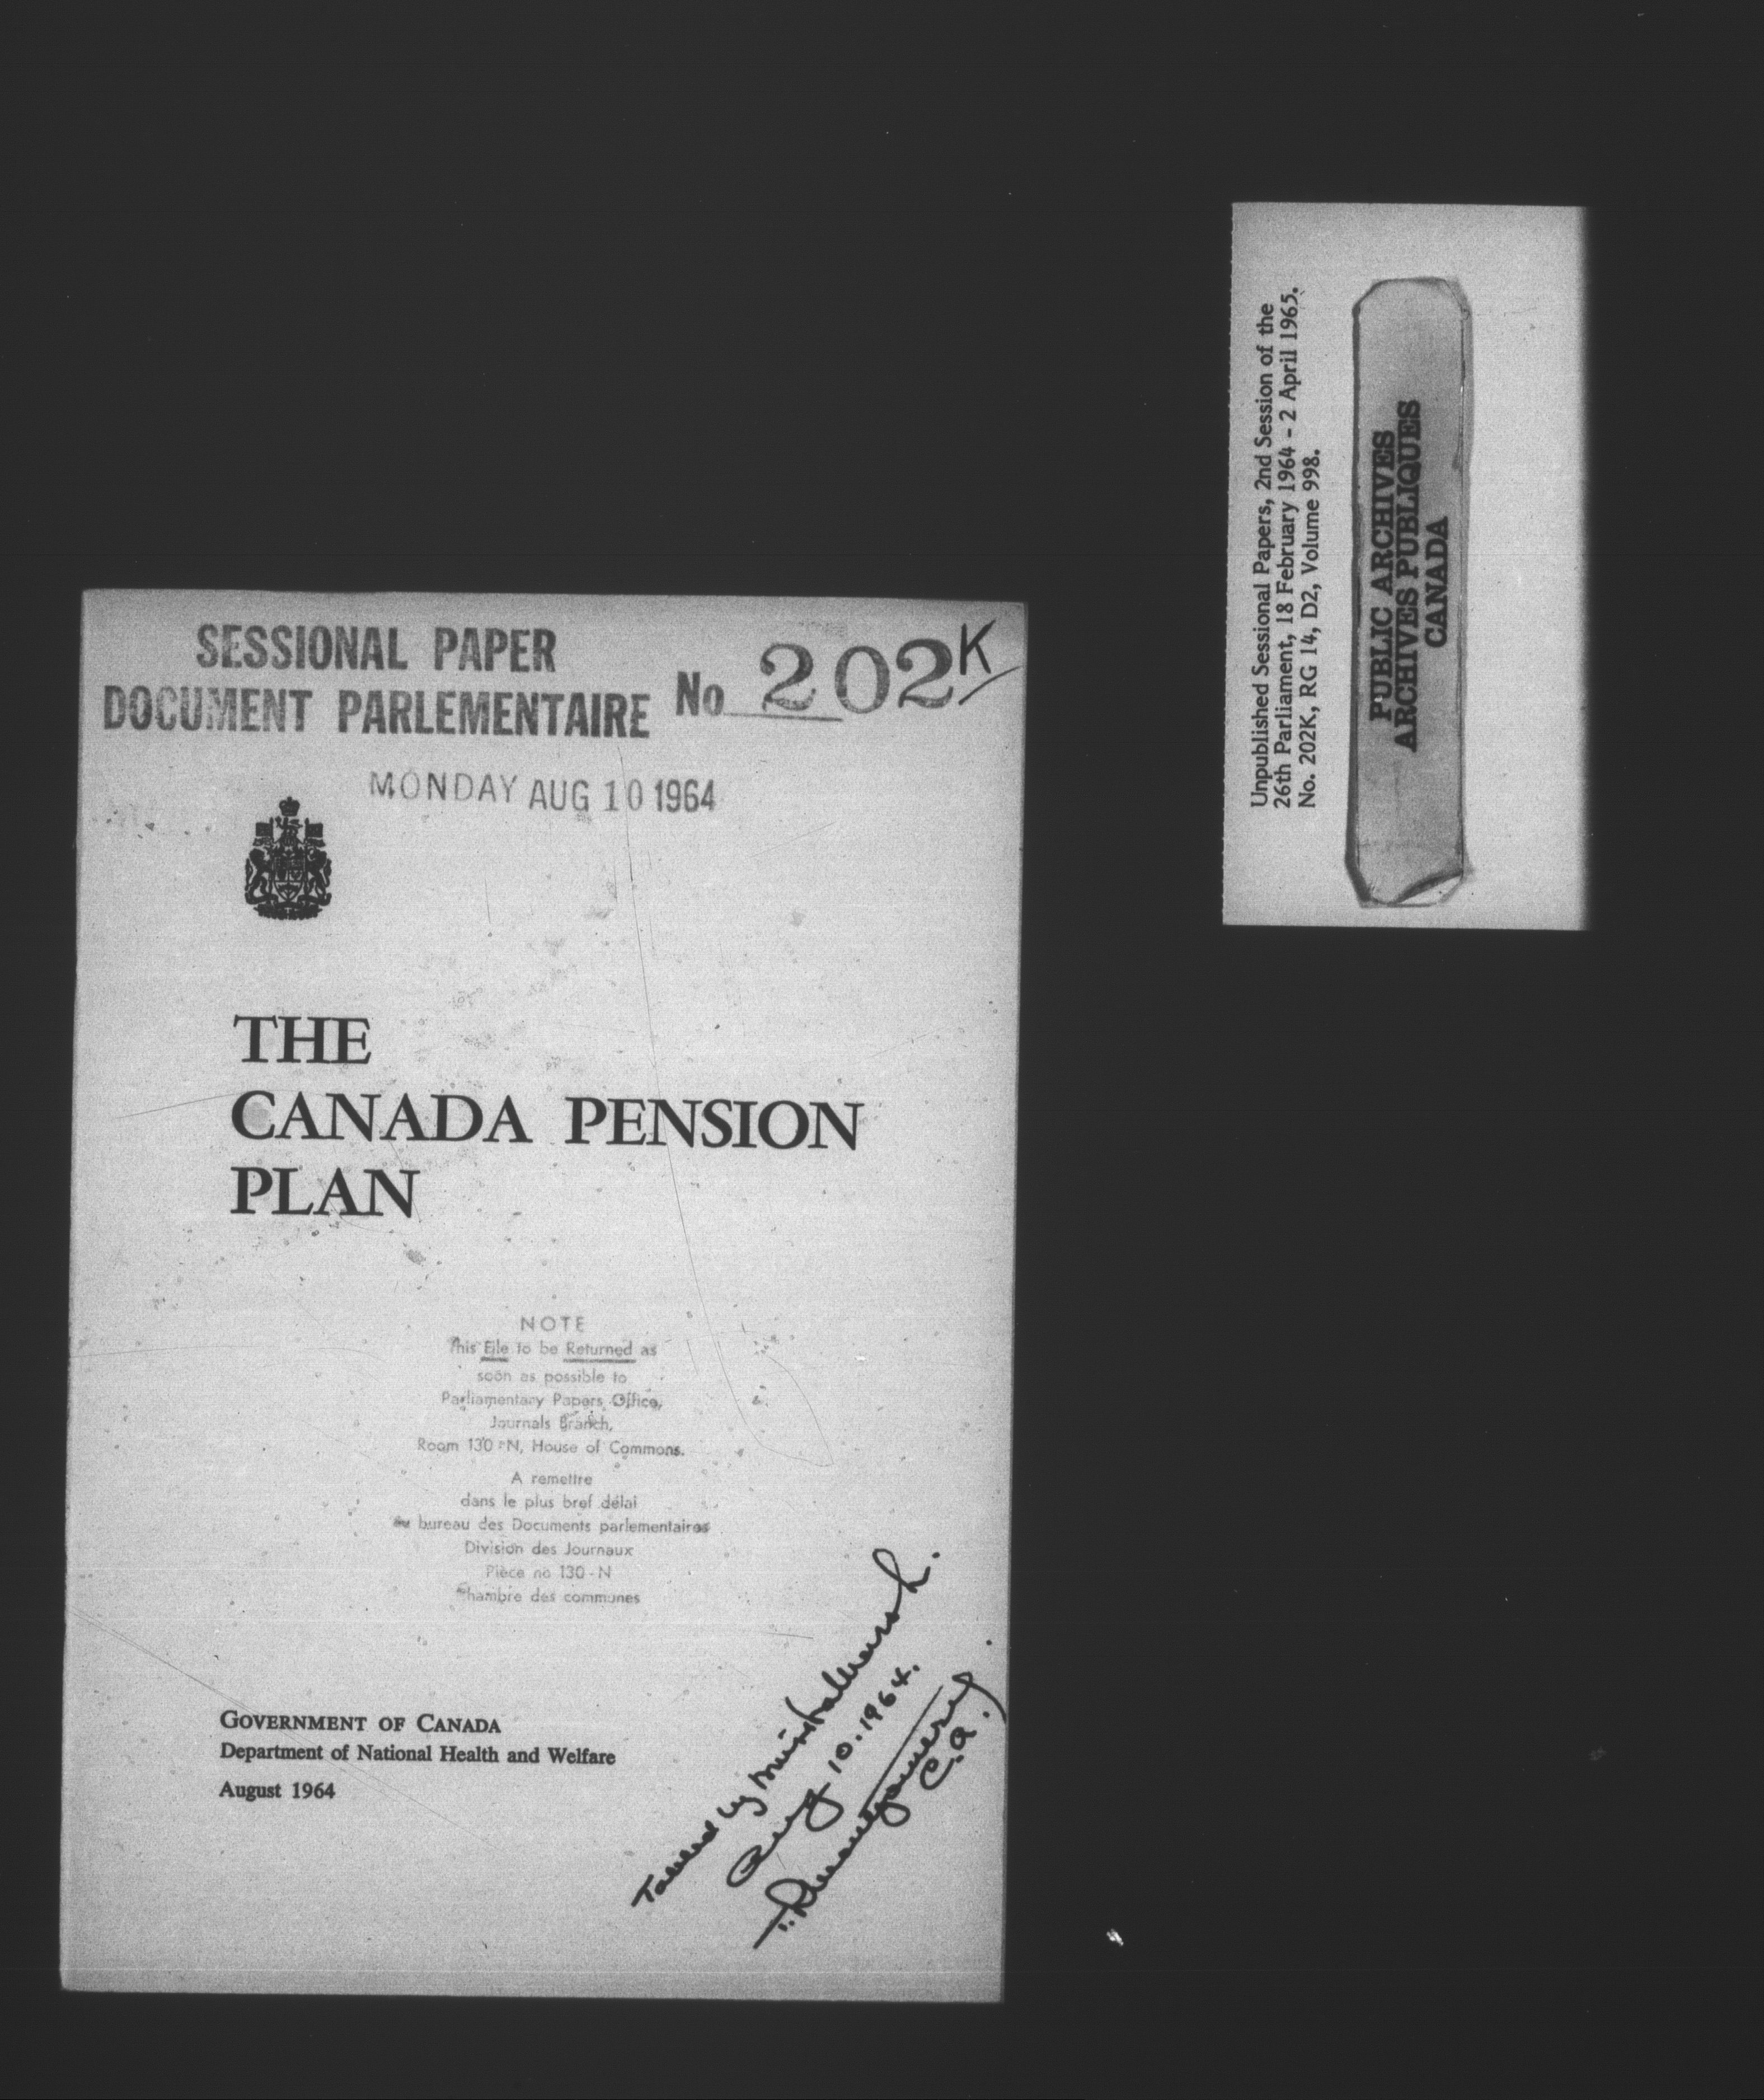 SESSIONAL PAPER
DOCUMENT PARLEMENTAIRE No 202K
MONDAY AUG 10 1964
THE
CANADA PENSION
PLAN
NOTE
This File to be Returned as
soon as possible to
Parliamentary Papers Office,
Journals Branch,
Room 130-N, House of Commons.
A remettre
dans le plus bref délai
au bureau des Documents parlementaires
Division des Journaux
Pièce no 130-N
Chambre des communes
GOVERNMENT OF CANADA
Department of National Health and Welfare
August 1964
Tabled by
Aug 10.1964.
Unpublished Sessional Papers, 2nd Session of the
26th Parliament, 18 February 1964 - 2 April 1965.
No. 202K, RG 14, D2, Volume 998.
PUBLIC ARCHIVES
ARCHIVES PUBLIQUES
CANADA